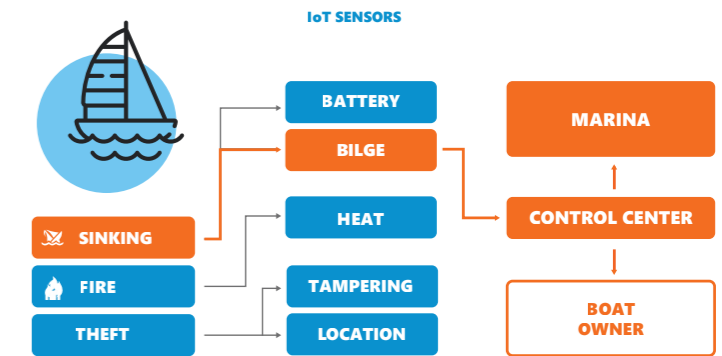 IoT SENSORS
BATTERY
BILGE
HEAT
TAMPERING
LOCATION
SINKING
FIRE
THEFT
MARINA
CONTROL CENTER
BOAT
OWNER